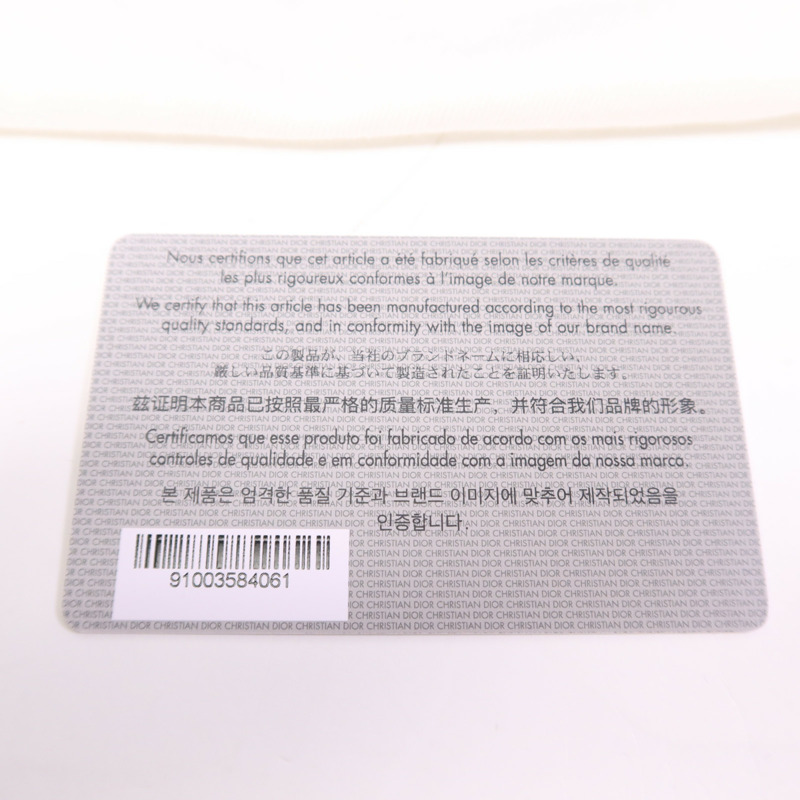 Nous certifions que cet article a été fabriqué selon les critères de qualité
les plus rigoureux conformes à l'image de notre marque.
We certify that this article has been manufactured according to the most rigourous
quality standards, and in conformity with the image of our brand name.
この製品が、当社のブランドネームに相応しい、
厳しい品質基準に基づいて製造されたことを証明いたします。
兹证明本商品已按照最严格的质量标准生产，并符合我们品牌的形象。
Certificamos que esse produto foi fabricado de acordo com os mais rigorosos
controles de qualidade e em conformidade com a imagem da nossa marca.
본 제품은 엄격한 품질 기준과 브랜드 이미지에 맞추어 제작되었음을
인증합니다.
91003584061